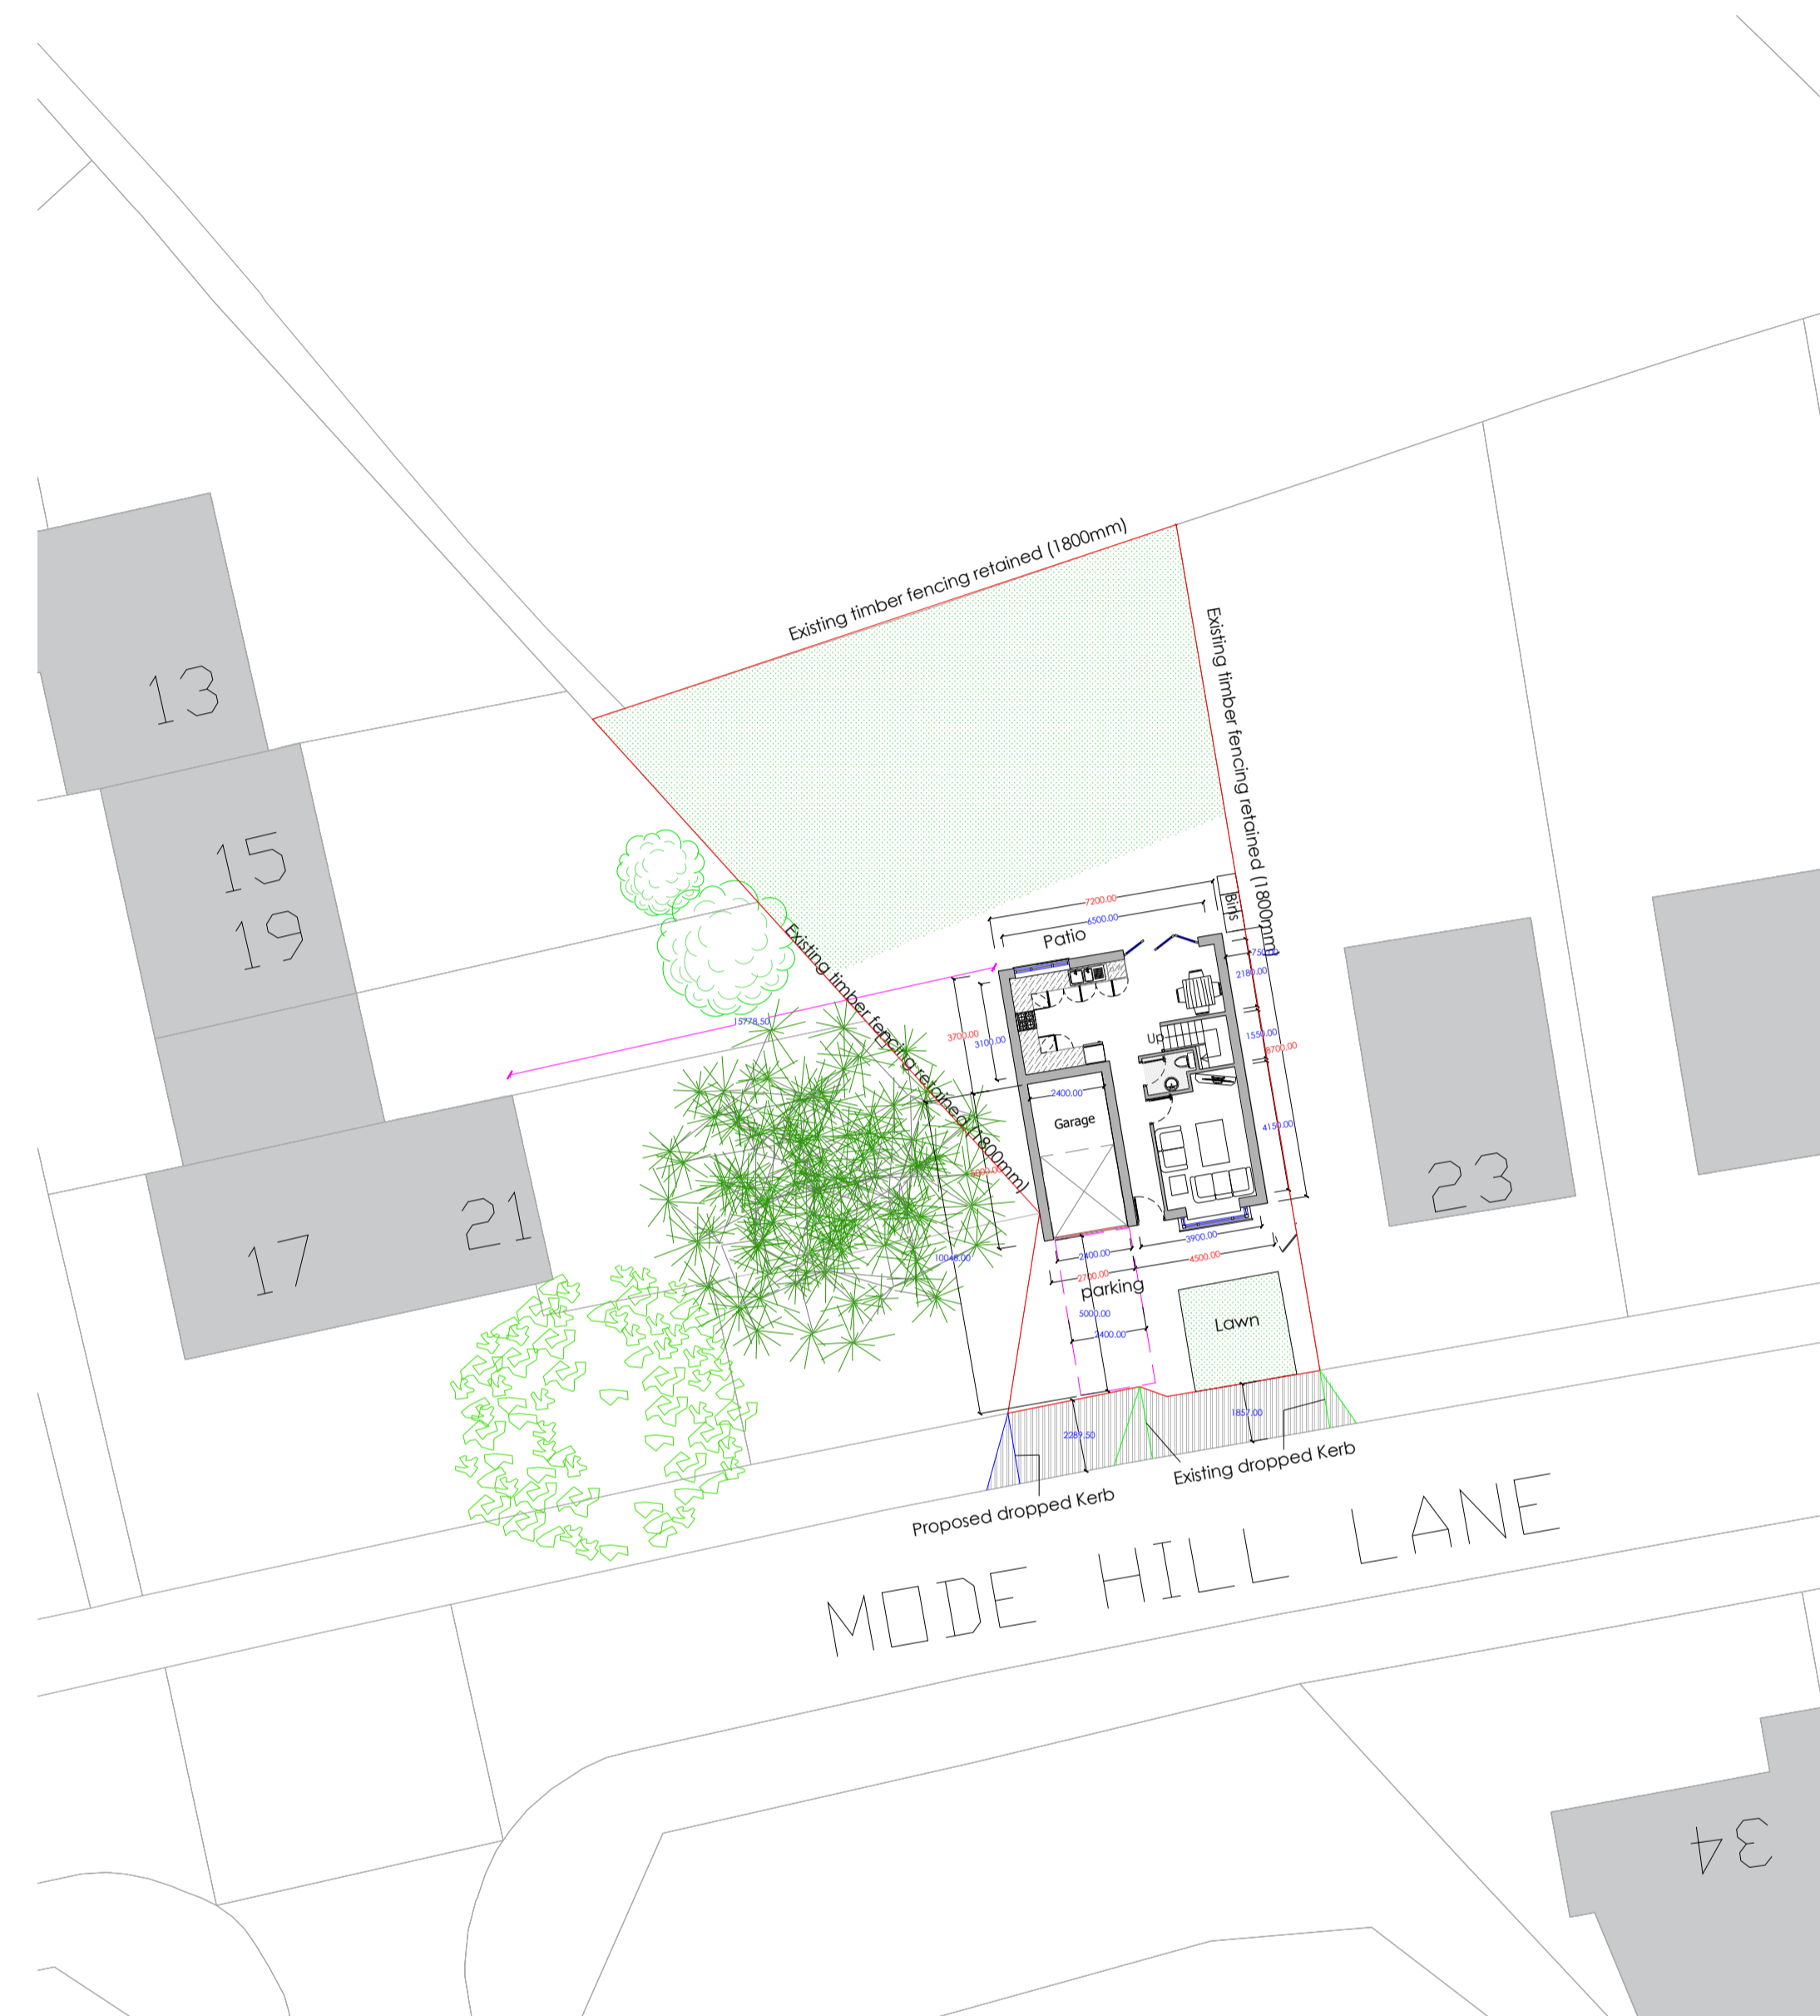 Existing timber fencing retained (1800mm)
Existing timber fencing retained (1800mm)
13
15
19
17
21
23
34
7200.00
6500.00
Bins
Patio
Existing timber fencing retained (1800mm)
750.00
2180.00
15778.50
3700.00
3100.00
Up
1550.00
8700.00
2400.00
Garage
4150.00
5000.00
10048.00
3900.00
2400.00
4500.00
2700.00
parking
5000.00
2400.00
Lawn
1857.00
2289.50
Existing dropped Kerb
Proposed dropped Kerb
MODE HILL LANE